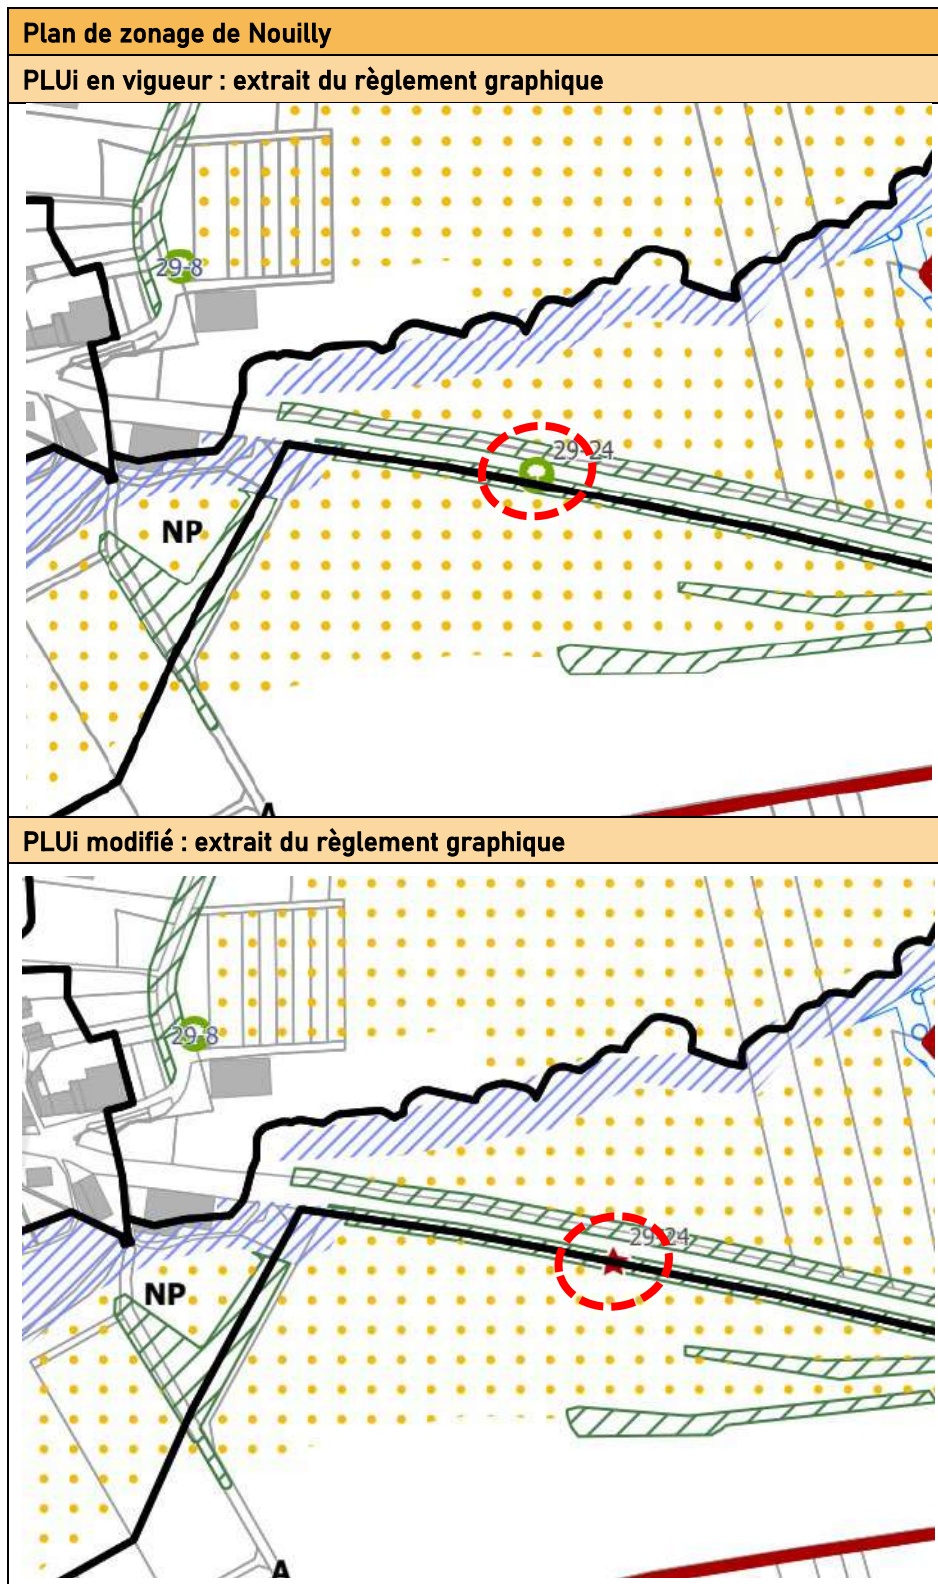 Plan de zonage de Nouilly
PLUi en vigueur : extrait du règlement graphique
29-8
29-24
NP
A
PLUi modifié : extrait du règlement graphique
29-8
29-24
NP
A